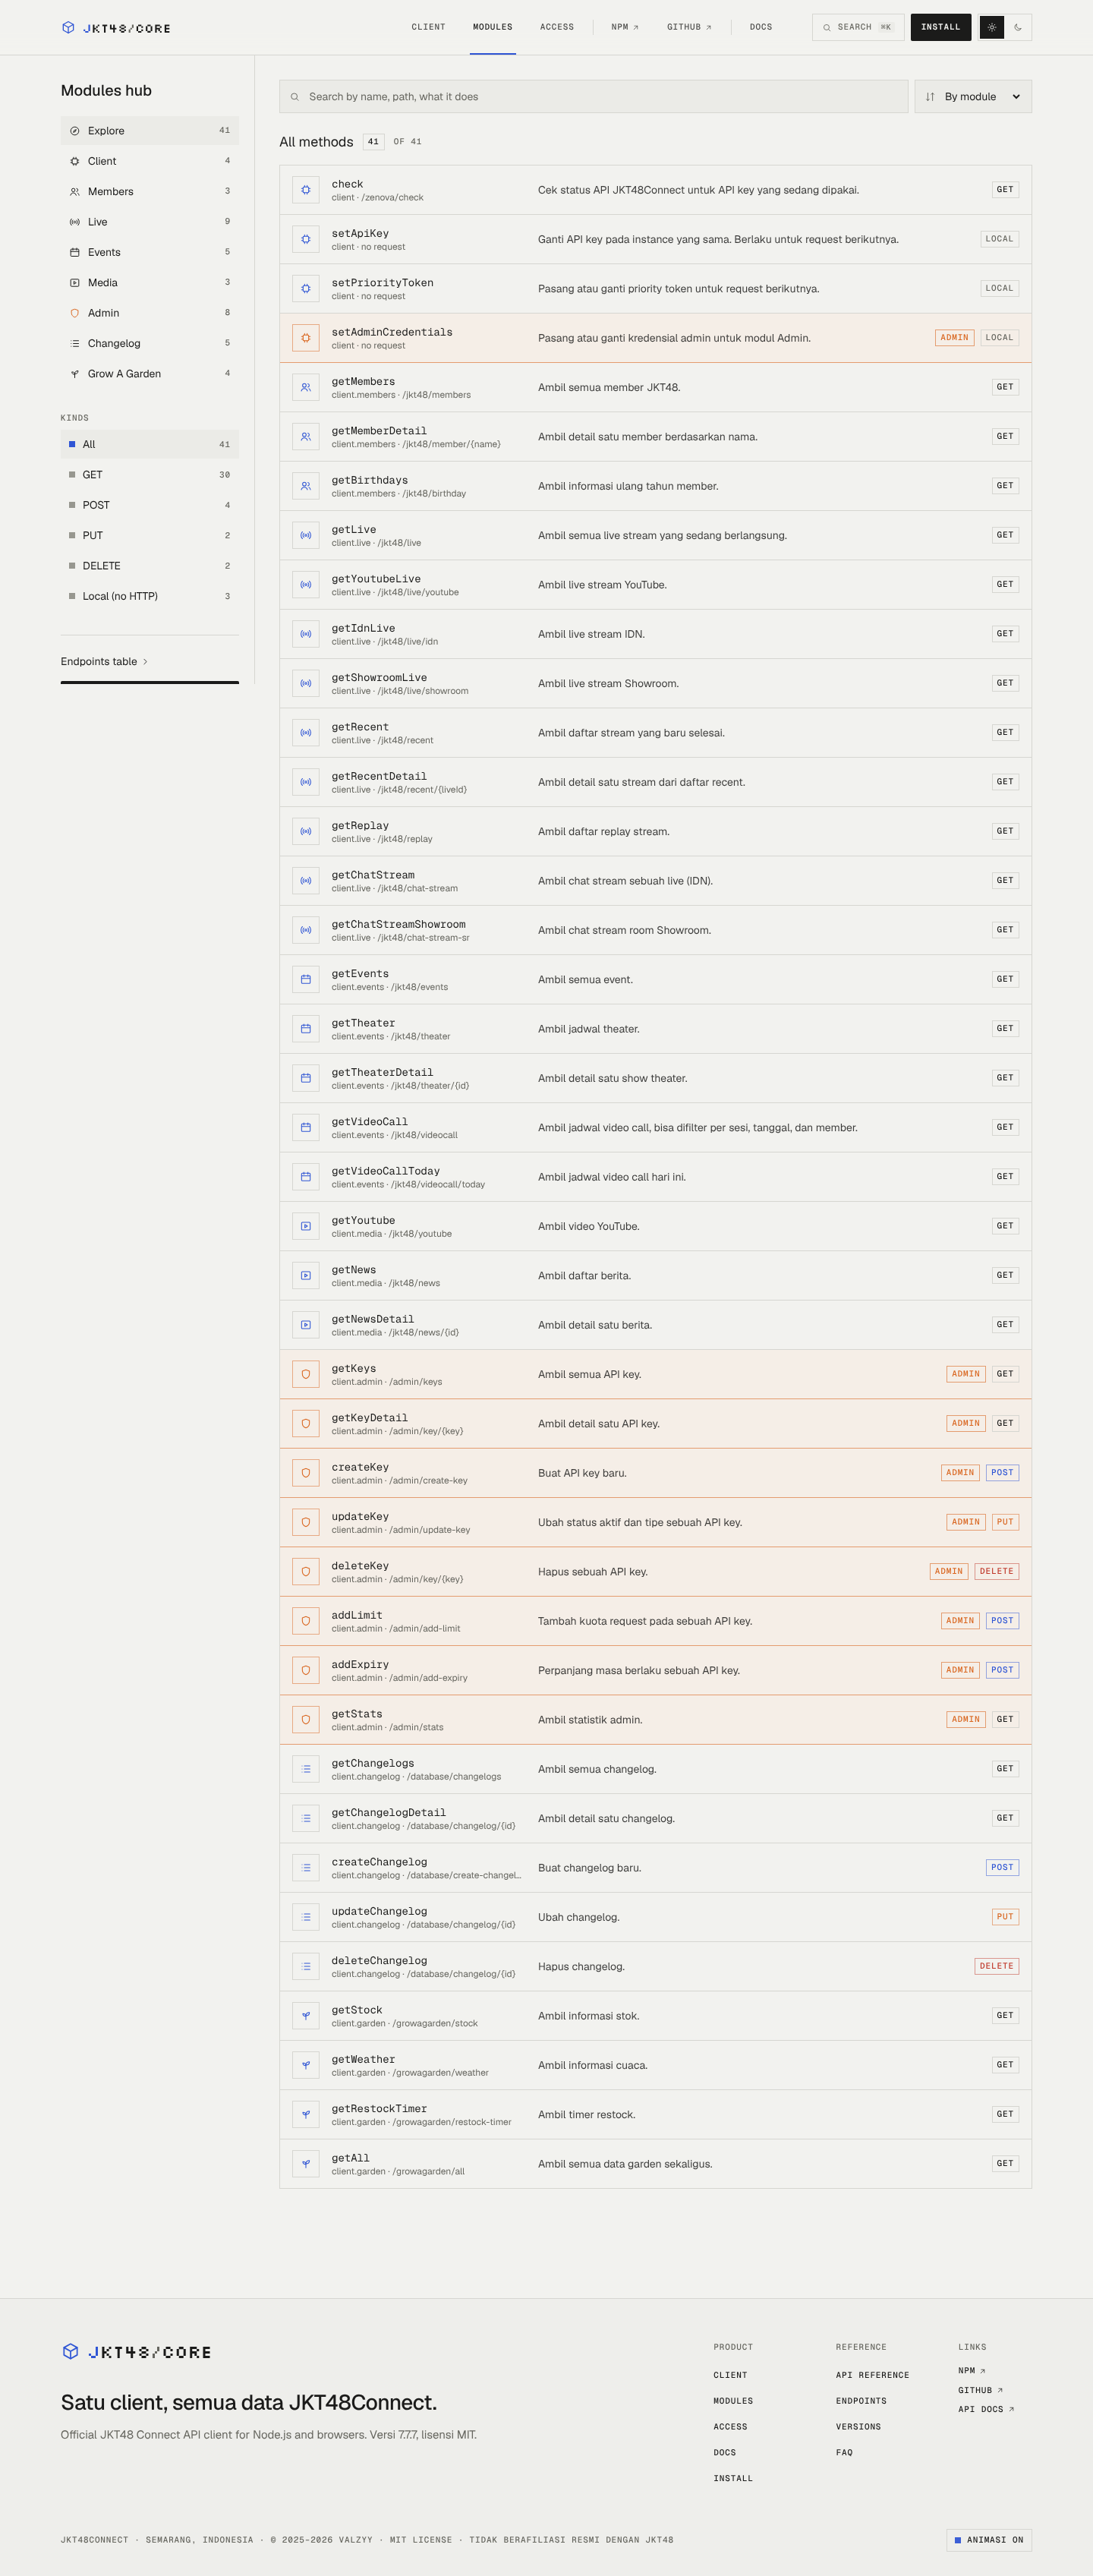 JKT48/CORE
CLIENT MODULES ACCESS NPM ↗ GITHUB ↗ DOCS SEARCH ⌘K INSTALL
Modules hub
Explore 41
Client 4
Members 3
Live 9
Events 5
Media 3
Admin 8
Changelog 5
Grow A Garden 4
KINDS
All 41
GET 30
POST 4
PUT 2
DELETE 2
Local (no HTTP) 3
Endpoints table
Search by name, path, what it does
By module
All methods 41 OF 41
check
client · /zenova/check
Cek status API JKT48Connect untuk API key yang sedang dipakai.
GET
setApiKey
client · no request
Ganti API key pada instance yang sama. Berlaku untuk request berikutnya.
LOCAL
setPriorityToken
client · no request
Pasang atau ganti priority token untuk request berikutnya.
LOCAL
setAdminCredentials
client · no request
Pasang atau ganti kredensial admin untuk modul Admin.
ADMIN LOCAL
getMembers
client.members · /jkt48/members
Ambil semua member JKT48.
GET
getMemberDetail
client.members · /jkt48/member/{name}
Ambil detail satu member berdasarkan nama.
GET
getBirthdays
client.members · /jkt48/birthday
Ambil informasi ulang tahun member.
GET
getLive
client.live · /jkt48/live
Ambil semua live stream yang sedang berlangsung.
GET
getYoutubeLive
client.live · /jkt48/live/youtube
Ambil live stream YouTube.
GET
getIdnLive
client.live · /jkt48/live/idn
Ambil live stream IDN.
GET
getShowroomLive
client.live · /jkt48/live/showroom
Ambil live stream Showroom.
GET
getRecent
client.live · /jkt48/recent
Ambil daftar stream yang baru selesai.
GET
getRecentDetail
client.live · /jkt48/recent/{liveId}
Ambil detail satu stream dari daftar recent.
GET
getReplay
client.live · /jkt48/replay
Ambil daftar replay stream.
GET
getChatStream
client.live · /jkt48/chat-stream
Ambil chat stream sebuah live (IDN).
GET
getChatStreamShowroom
client.live · /jkt48/chat-stream-sr
Ambil chat stream room Showroom.
GET
getEvents
client.events · /jkt48/events
Ambil semua event.
GET
getTheater
client.events · /jkt48/theater
Ambil jadwal theater.
GET
getTheaterDetail
client.events · /jkt48/theater/{id}
Ambil detail satu show theater.
GET
getVideoCall
client.events · /jkt48/videocall
Ambil jadwal video call, bisa difilter per sesi, tanggal, dan member.
GET
getVideoCallToday
client.events · /jkt48/videocall/today
Ambil jadwal video call hari ini.
GET
getYoutube
client.media · /jkt48/youtube
Ambil video YouTube.
GET
getNews
client.media · /jkt48/news
Ambil daftar berita.
GET
getNewsDetail
client.media · /jkt48/news/{id}
Ambil detail satu berita.
GET
getKeys
client.admin · /admin/keys
Ambil semua API key.
ADMIN GET
getKeyDetail
client.admin · /admin/key/{key}
Ambil detail satu API key.
ADMIN GET
createKey
client.admin · /admin/create-key
Buat API key baru.
ADMIN POST
updateKey
client.admin · /admin/update-key
Ubah status aktif dan tipe sebuah API key.
ADMIN PUT
deleteKey
client.admin · /admin/key/{key}
Hapus sebuah API key.
ADMIN DELETE
addLimit
client.admin · /admin/add-limit
Tambah kuota request pada sebuah API key.
ADMIN POST
addExpiry
client.admin · /admin/add-expiry
Perpanjang masa berlaku sebuah API key.
ADMIN POST
getStats
client.admin · /admin/stats
Ambil statistik admin.
ADMIN GET
getChangelogs
client.changelog · /database/changelogs
Ambil semua changelog.
GET
getChangelogDetail
client.changelog · /database/changelog/{id}
Ambil detail satu changelog.
GET
createChangelog
client.changelog · /database/create-changel...
Buat changelog baru.
POST
updateChangelog
client.changelog · /database/changelog/{id}
Ubah changelog.
PUT
deleteChangelog
client.changelog · /database/changelog/{id}
Hapus changelog.
DELETE
getStock
client.garden · /growagarden/stock
Ambil informasi stok.
GET
getWeather
client.garden · /growagarden/weather
Ambil informasi cuaca.
GET
getRestockTimer
client.garden · /growagarden/restock-timer
Ambil timer restock.
GET
getAll
client.garden · /growagarden/all
Ambil semua data garden sekaligus.
GET
JKT48/CORE
Satu client, semua data JKT48Connect.
Official JKT48 Connect API client for Node.js and browsers. Versi 7.7.7, lisensi MIT.
PRODUCT
CLIENT
MODULES
ACCESS
DOCS
INSTALL
REFERENCE
API REFERENCE
ENDPOINTS
VERSIONS
FAQ
LINKS
NPM ↗
GITHUB ↗
API DOCS ↗
JKT48CONNECT · SEMARANG, INDONESIA · © 2025–2026 VALZYY · MIT LICENSE · TIDAK BERAFILIASI RESMI DENGAN JKT48
ANIMASI ON